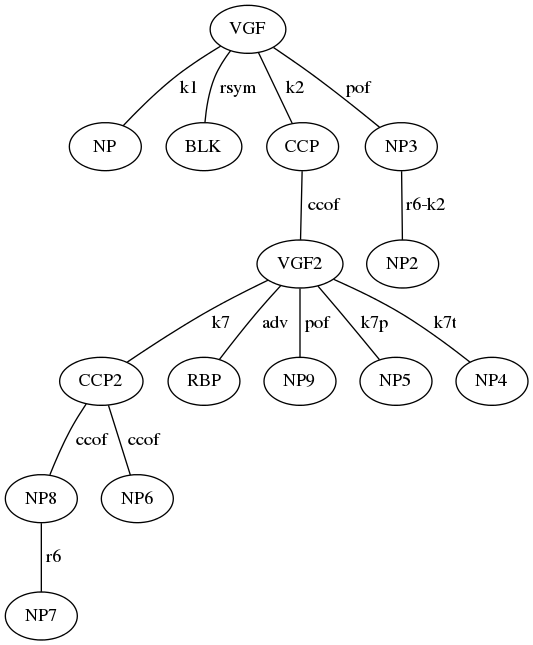 VGF
k1 rsym k2 pof
NP BLK CCP NP3
ccof r6-k2
VGF2 NP2
k7 adv pof k7p k7t
CCP2 RBP NP9 NP5 NP4
ccof ccof
NP8 NP6
r6
NP7